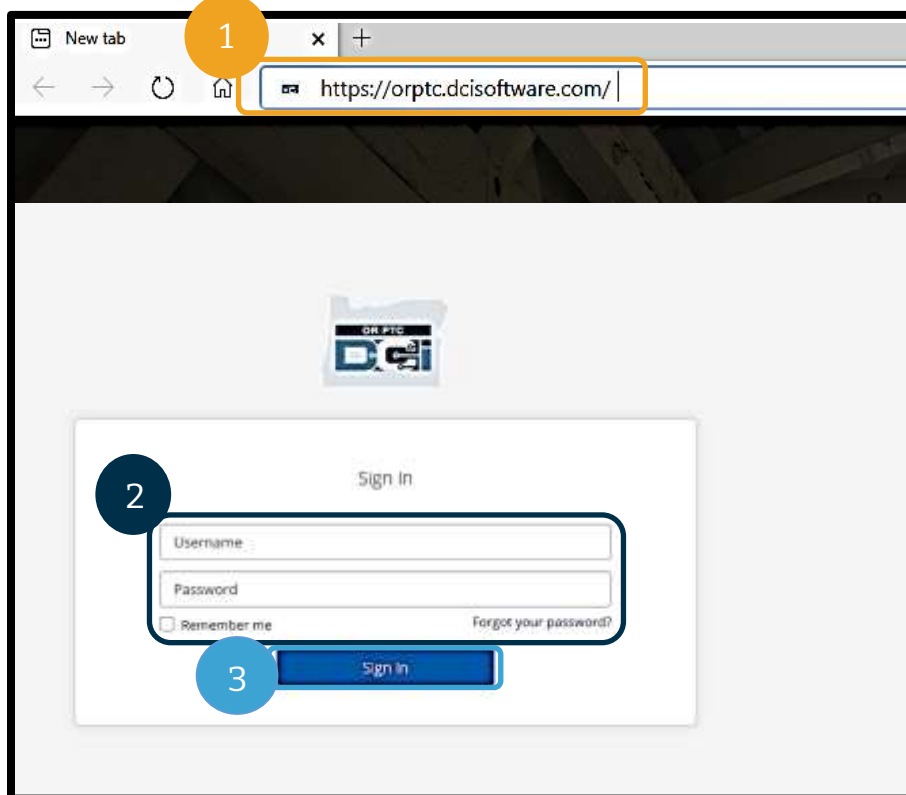 1
New tab
https://orptc.dcisoftware.com/
OR PTC
DCI
Sign In
2
Username
Password
Remember me Forgot your password?
3
Sign In